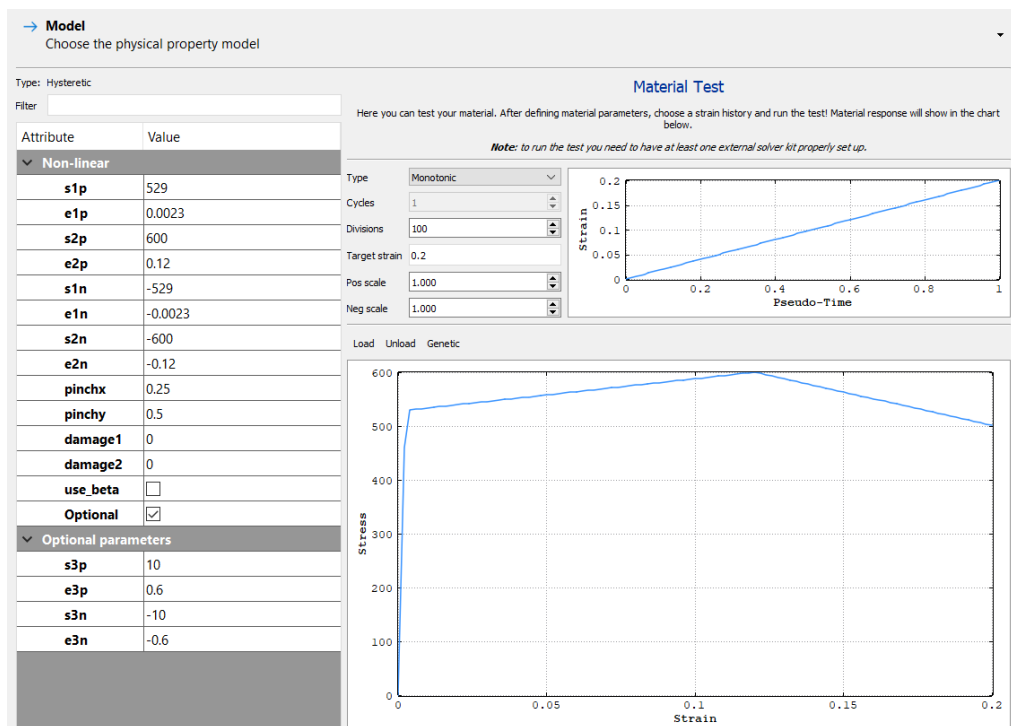 → Model
Choose the physical property model
Type: Hysteretic
Filter
Attribute Value
Non-linear
s1p 529
e1p 0.0023
s2p 600
e2p 0.12
s1n -529
e1n -0.0023
s2n -600
e2n -0.12
pinchx 0.25
pinchy 0.5
damage1 0
damage2 0
use_beta
Optional
Optional parameters
s3p 10
e3p 0.6
s3n -10
e3n -0.6
Material Test
Here you can test your material. After defining material parameters, choose a strain history and run the test! Material response will show in the chart
below.
Note: to run the test you need to have at least one external solver kit properly set up.
Type Monotonic
Cycles 1
Divisions 100
Target strain 0.2
Pos scale 1.000
Neg scale 1.000
Strain
0.2
0.15
0.1
0.05
0
0 0.2 0.4 0.6 0.8 1
Pseudo-Time
Load Unload Genetic
Stress
600
500
400
300
200
100
0
0 0.05 0.1 0.15 0.2
Strain